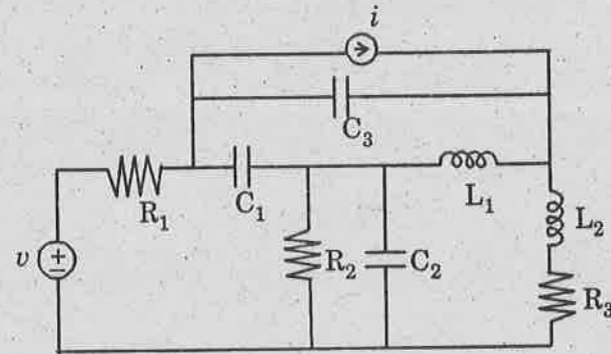 i
C₃
R₁
C₁
L₁
L₂
v
R₂
C₂
R₃